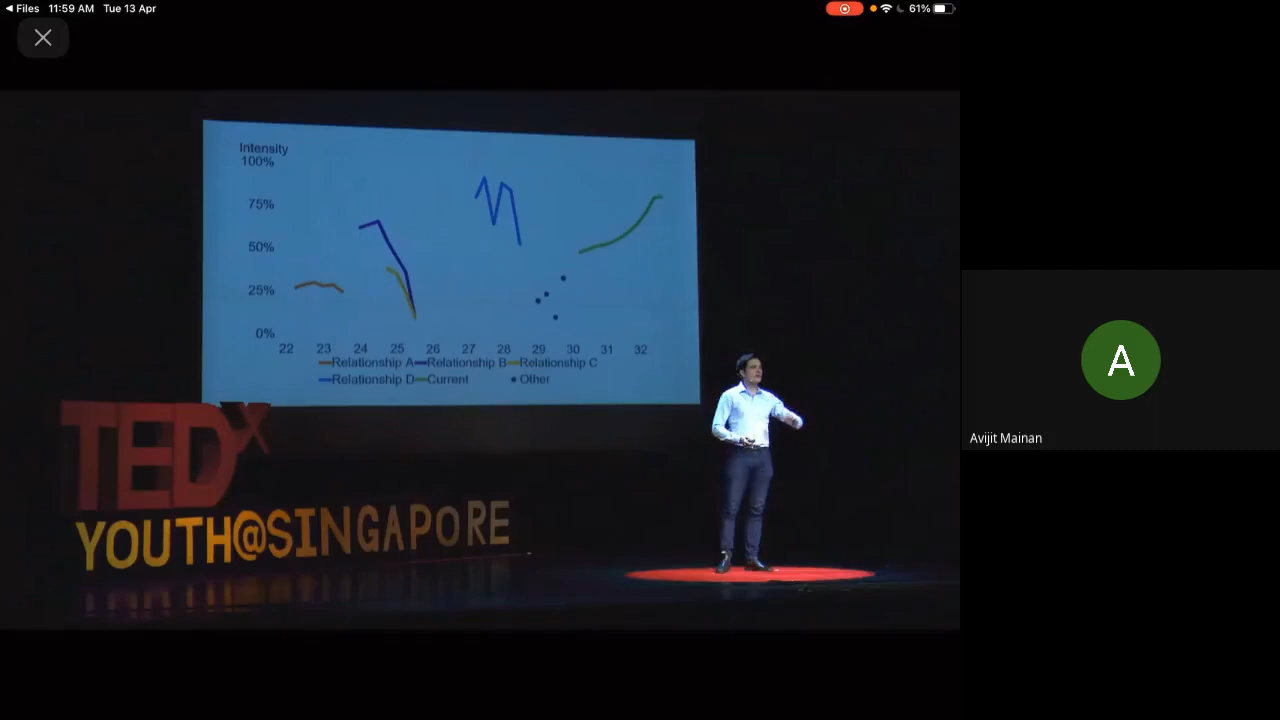 Files 11:59 AM Tue 13 Apr 61%
Intensity
100%
75%
50%
25%
0%
22 23 24 25 26 27 28 29 30 31 32
Relationship A Relationship B Relationship C
Relationship D Current Other
TEDx
YOUTH@SINGAPORE
A
Avijit Mainan